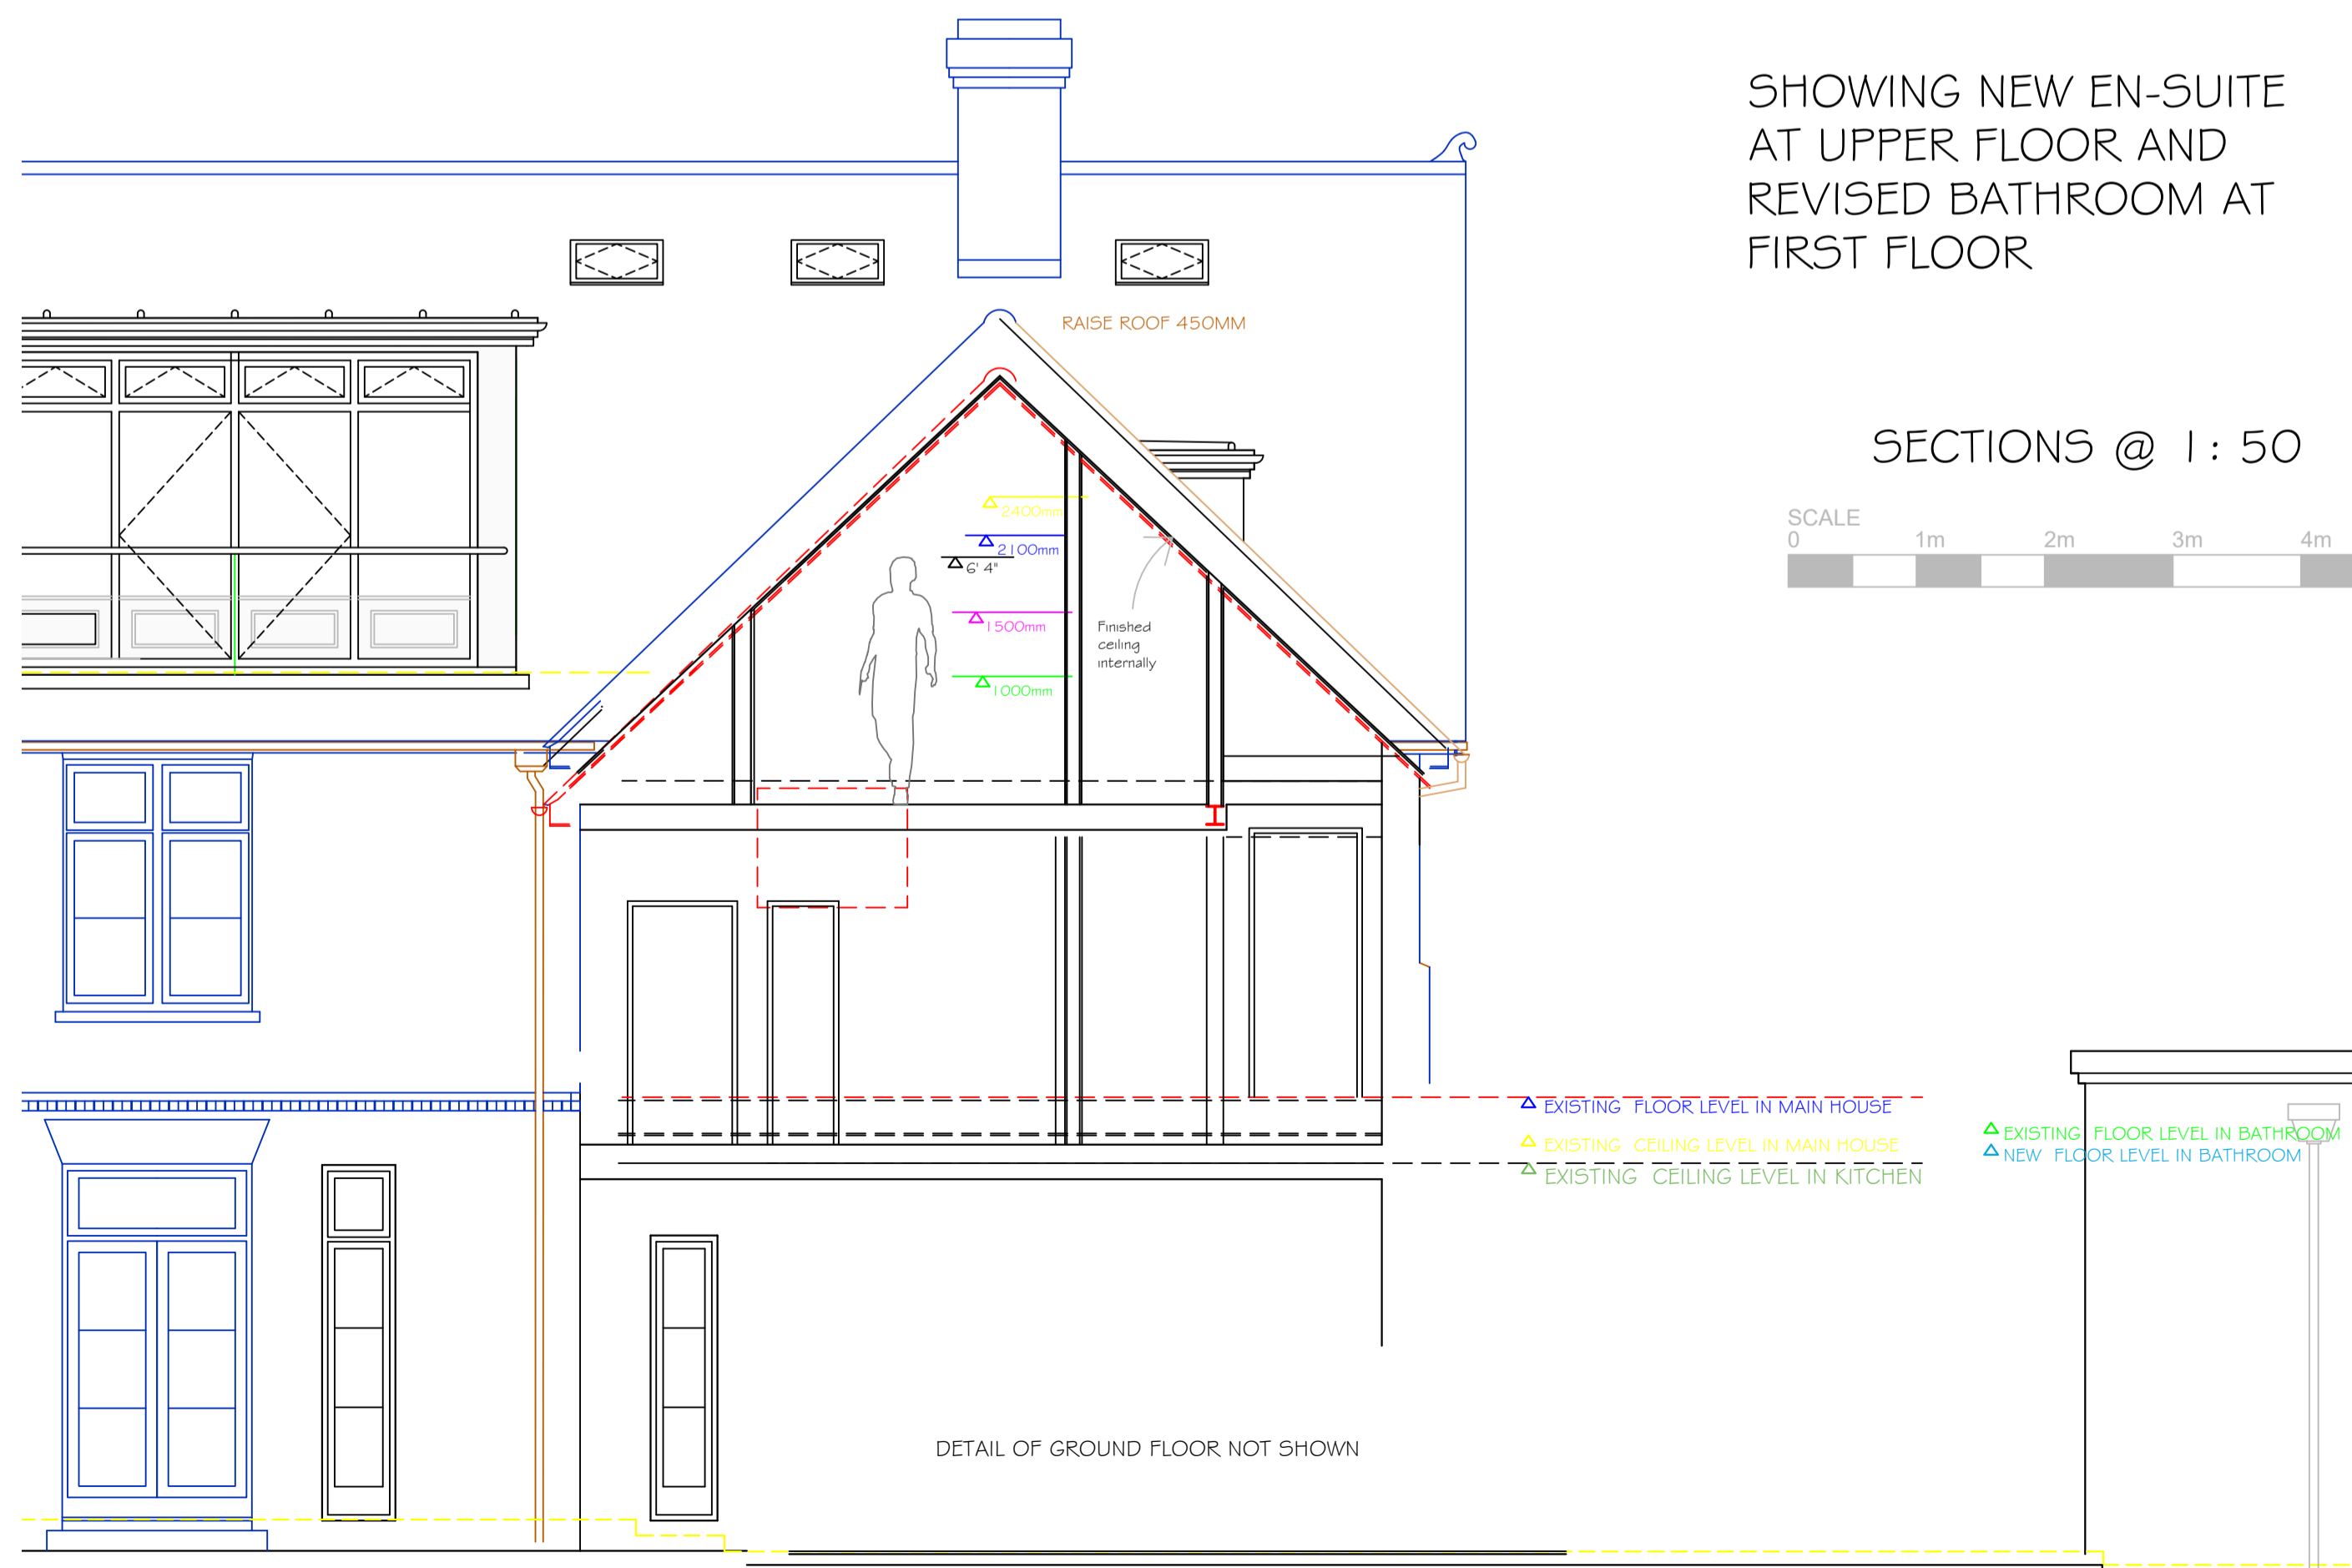 SHOWING NEW EN-SUITE
AT UPPER FLOOR AND
REVISED BATHROOM AT
FIRST FLOOR
RAISE ROOF 450MM
SECTIONS @ 1:50
SCALE
0 1m 2m 3m 4m
2400mm
2100mm
6' 4"
1500mm
1000mm
Finished
ceiling
internally
EXISTING FLOOR LEVEL IN MAIN HOUSE
EXISTING CEILING LEVEL IN MAIN HOUSE
EXISTING CEILING LEVEL IN KITCHEN
EXISTING FLOOR LEVEL IN BATHROOM
NEW FLOOR LEVEL IN BATHROOM
DETAIL OF GROUND FLOOR NOT SHOWN